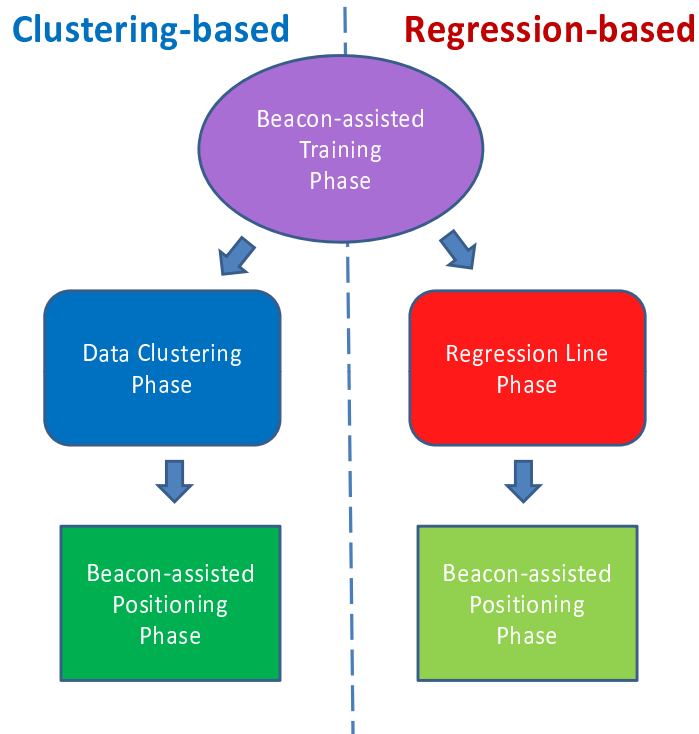 Clustering-based
Regression-based
Beacon-assisted
Training
Phase
Data Clustering
Phase
Regression Line
Phase
Beacon-assisted
Positioning
Phase
Beacon-assisted
Positioning
Phase